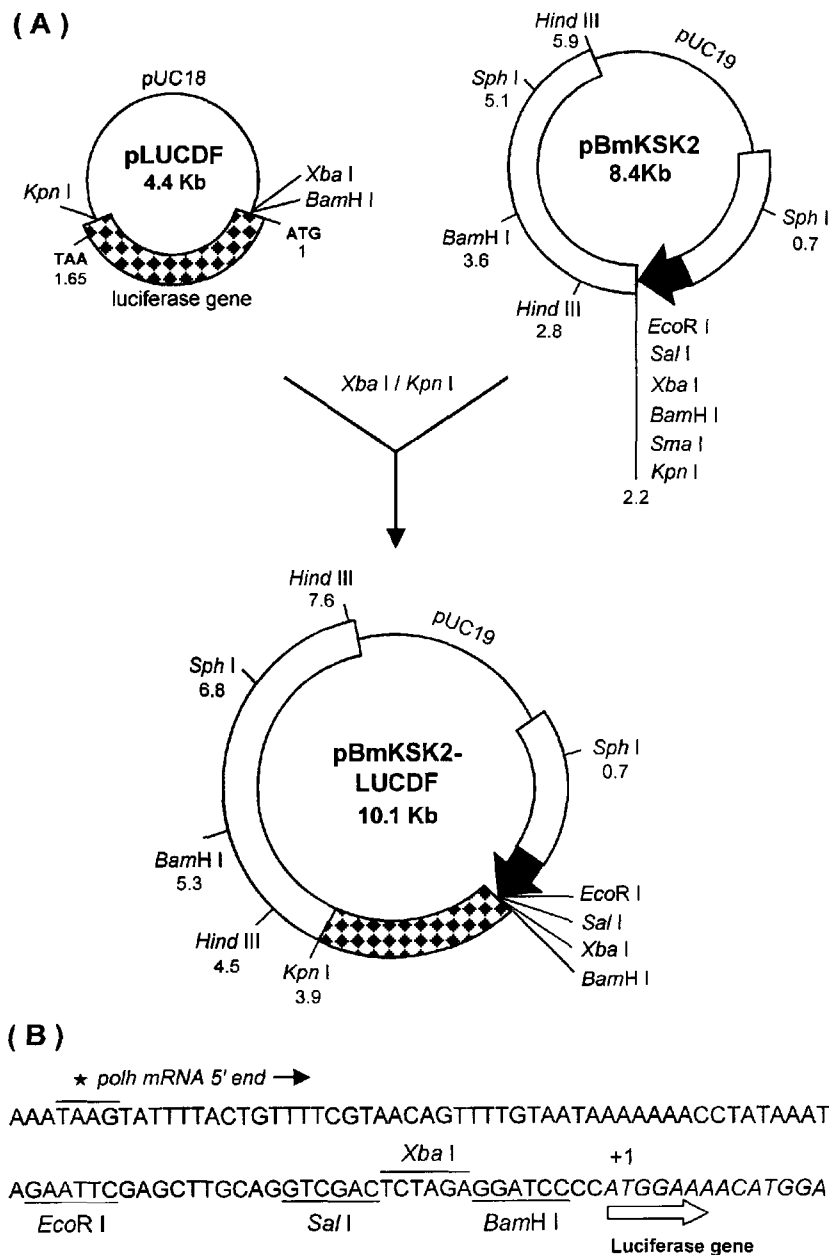 ( A )
pUC18
pLUCDF
4.4 Kb
Kpn I
Xba I
BamH I
ATG
1
TAA
1.65
luciferase gene
Hind III
5.9
pUC19
Sph I
5.1
pBmKSK2
8.4Kb
Sph I
0.7
BamH I
3.6
Hind III
2.8
EcoR I
Sal I
Xba I
BamH I
Sma I
Kpn I
2.2
Xba I / Kpn I
Hind III
7.6
pUC19
Sph I
6.8
pBmKSK2-
LUCDF
10.1 Kb
Sph I
0.7
BamH I
5.3
Hind III
4.5
Kpn I
3.9
EcoR I
Sal I
Xba I
BamH I
( B )
★ polh mRNA 5' end →
AAATAAGTATTTTACTGTTTTCGTAACAGTTTTGTAATAAAAAAACCTATAAAT
Xba I
+1
AGAATTCGAGCTTGCAGGTCGACTCTAGAGGATCCCCATGGAAAACATGGA
EcoR I Sal I BamH I
Luciferase gene